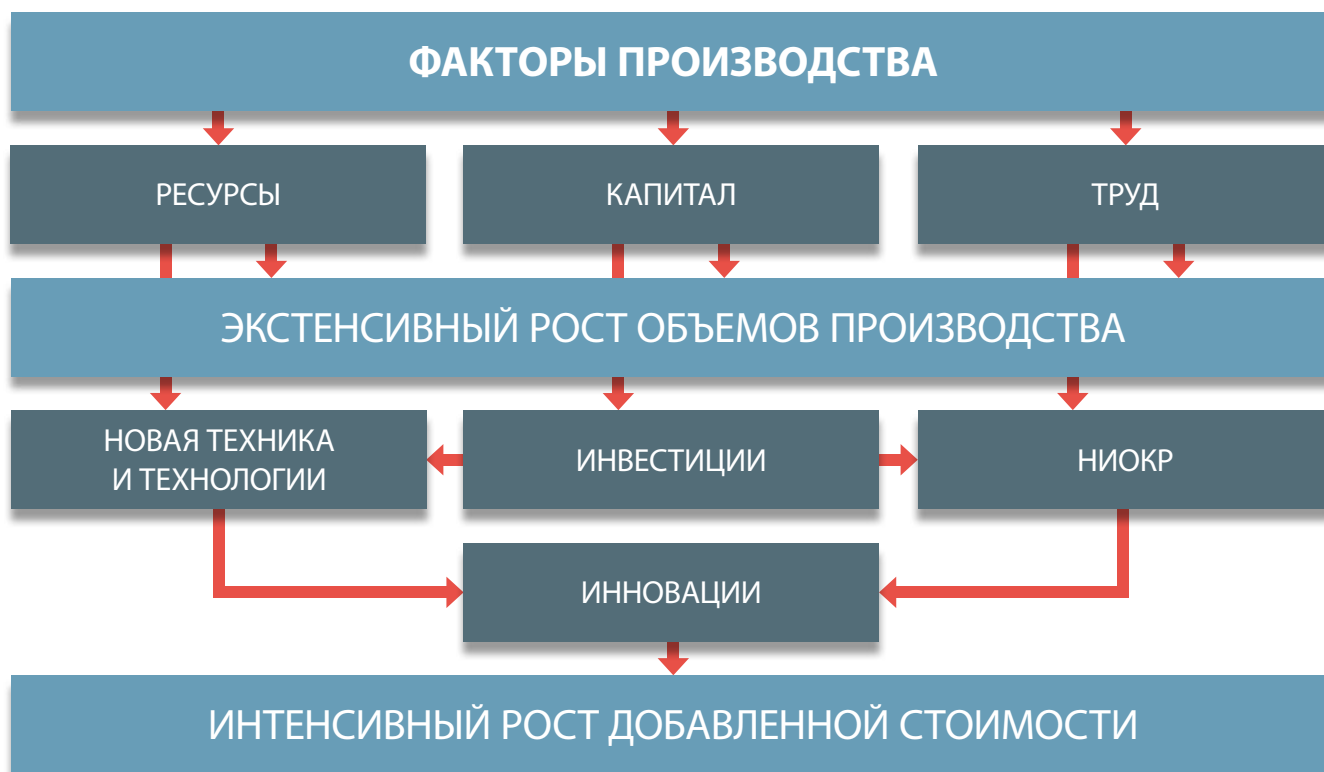 ФАКТОРЫ ПРОИЗВОДСТВА
РЕСУРСЫ
КАПИТАЛ
ТРУД
ЭКСТЕНСИВНЫЙ РОСТ ОБЪЕМОВ ПРОИЗВОДСТВА
НОВАЯ ТЕХНИКА
И ТЕХНОЛОГИИ
ИНВЕСТИЦИИ
НИОКР
ИННОВАЦИИ
ИНТЕНСИВНЫЙ РОСТ ДОБАВЛЕННОЙ СТОИМОСТИ